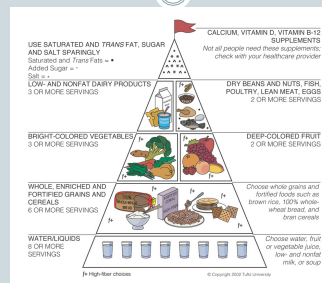 CALCIUM, VITAMIN D, VITAMIN B-12
SUPPLEMENTS
Not all people need these supplements;
check with your healthcare provider
USE SATURATED AND TRANS FAT, SUGAR
AND SALT SPARINGLY
Saturated and Trans Fats = •
Added Sugar = -
Salt = •
LOW- AND NONFAT DAIRY PRODUCTS
3 OR MORE SERVINGS
DRY BEANS AND NUTS, FISH,
POULTRY, LEAN MEAT, EGGS
2 OR MORE SERVINGS
BRIGHT-COLORED VEGETABLES
3 OR MORE SERVINGS
DEEP-COLORED FRUIT
2 OR MORE SERVINGS
WHOLE, ENRICHED AND
FORTIFIED GRAINS AND
CEREALS
6 OR MORE SERVINGS
Choose whole grains and
fortified foods such as
brown rice, 100% whole-
wheat bread, and
bran cereals
WATER/LIQUIDS
8 OR MORE
SERVINGS
Choose water, fruit
or vegetable juice,
low- and nonfat
milk, or soup
f+ High-fiber choices
© Copyright 2002 Tufts University